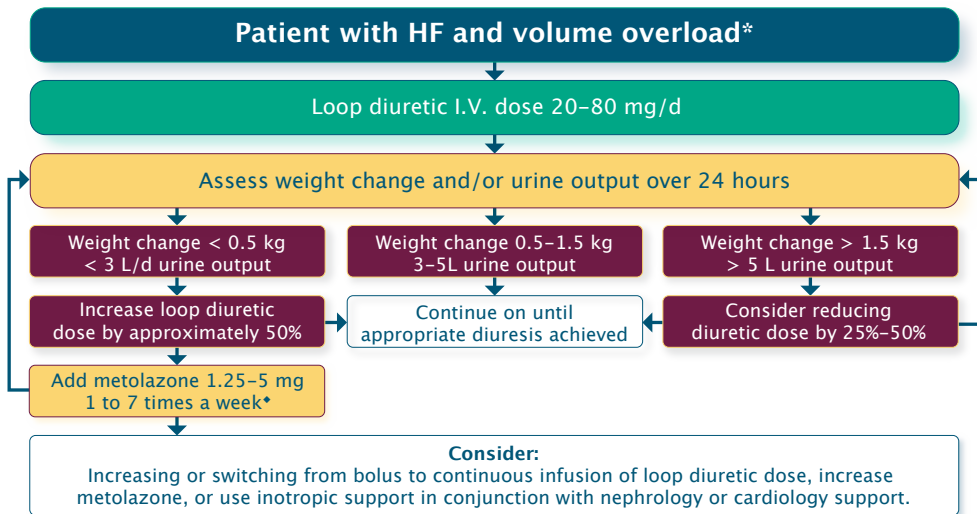 Patient with HF and volume overload*
Loop diuretic I.V. dose 20–80 mg/d
Assess weight change and/or urine output over 24 hours
Weight change < 0.5 kg
< 3 L/d urine output
Weight change 0.5–1.5 kg
3–5L urine output
Weight change > 1.5 kg
> 5 L urine output
Increase loop diuretic
dose by approximately 50%
Continue on until
appropriate diuresis achieved
Consider reducing
diuretic dose by 25%–50%
Add metolazone 1.25–5 mg
1 to 7 times a week◆
Consider:
Increasing or switching from bolus to continuous infusion of loop diuretic dose, increase
metolazone, or use inotropic support in conjunction with nephrology or cardiology support.